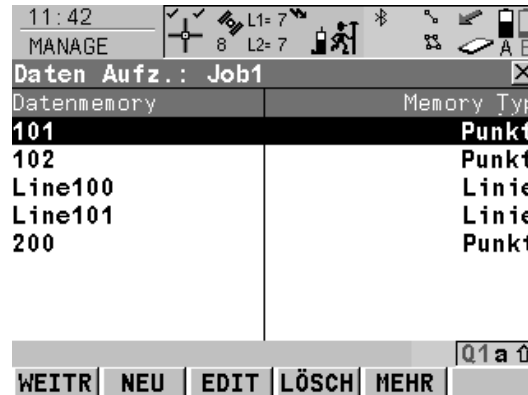 11:42 L1= 7
MANAGE 8 L2= 7 A
Daten Aufz.: Job1
Datenmemory Memory Typ
101 Punkt
102 Punkt
Line100 Linie
Line101 Linie
200 Punkt
Q1 a
WEITR NEU EDIT LÖSCH MEHR